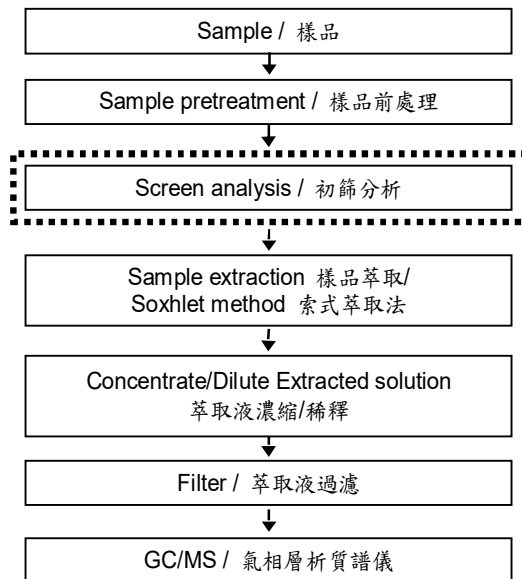 Sample / 樣品
Sample pretreatment / 樣品前處理
Screen analysis / 初篩分析
Sample extraction 樣品萃取/
Soxhlet method 索式萃取法
Concentrate/Dilute Extracted solution
萃取液濃縮/稀釋
Filter / 萃取液過濾
GC/MS / 氣相層析質譜儀